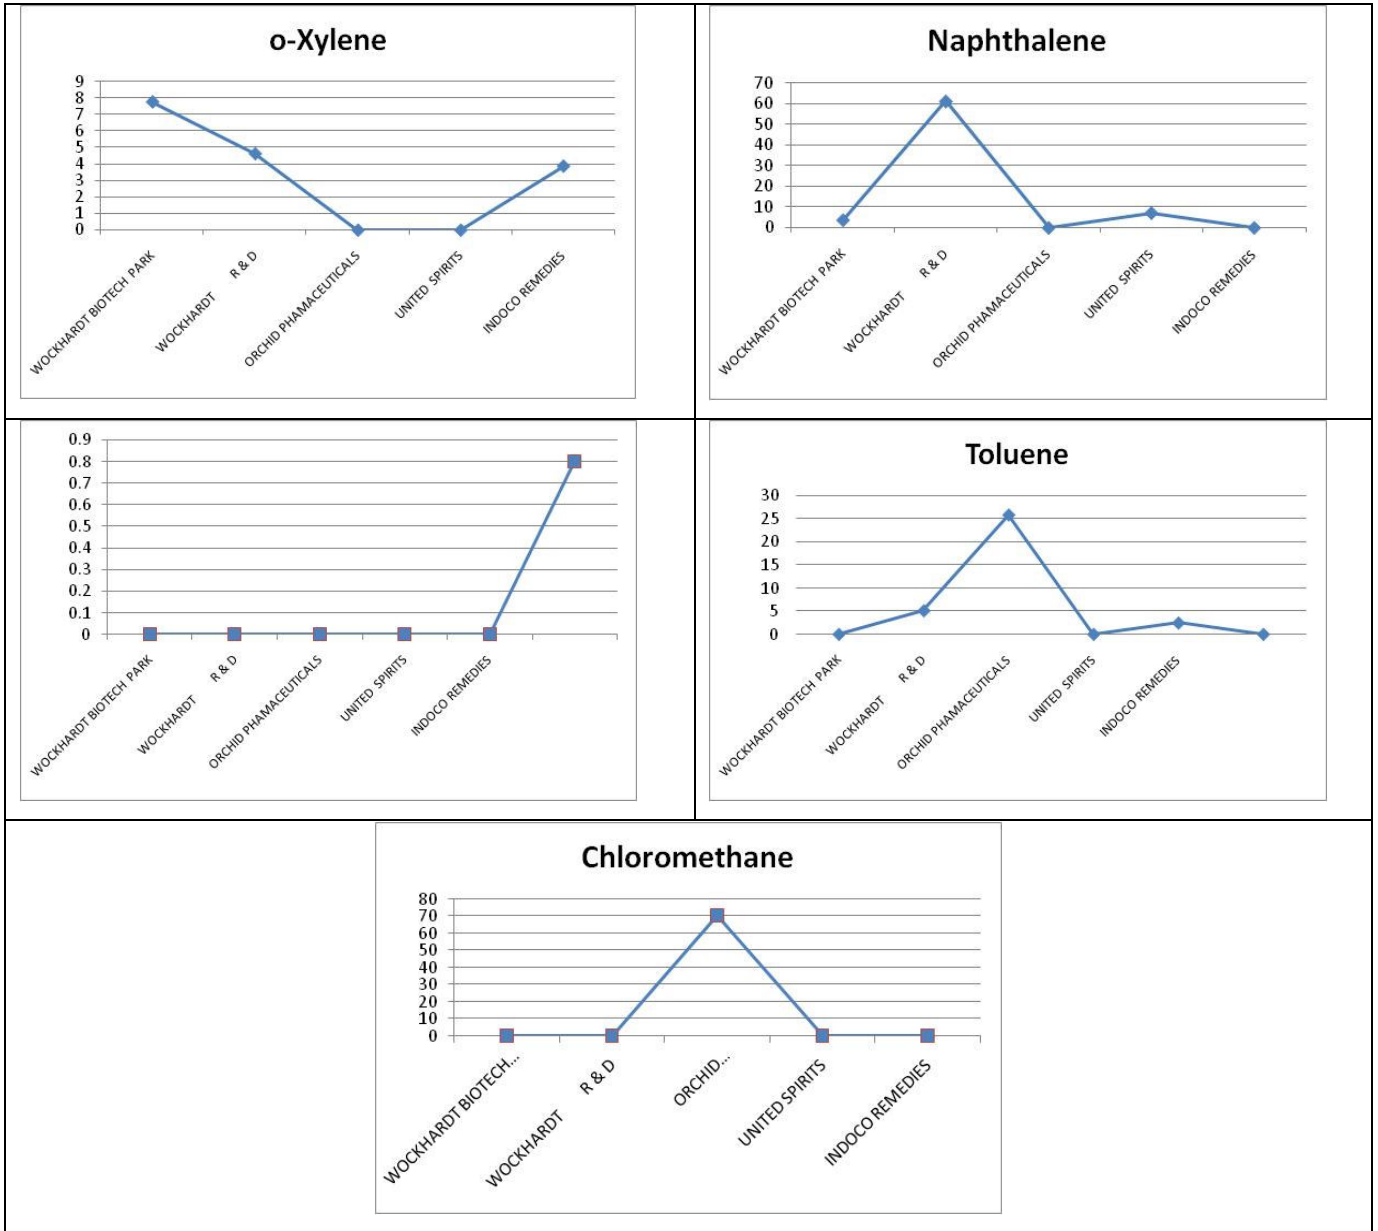 o-Xylene
9
8
7
6
5
4
3
2
1
0
WOCKHARDT BIOTECH PARK
WOCKHARDT R & D
ORCHID PHAMACEUTICALS
UNITED SPIRITS
INDOCO REMEDIES
Naphthalene
70
60
50
40
30
20
10
0
WOCKHARDT BIOTECH PARK
WOCKHARDT R & D
ORCHID PHAMACEUTICALS
UNITED SPIRITS
INDOCO REMEDIES
0.9
0.8
0.7
0.6
0.5
0.4
0.3
0.2
0.1
0
WOCKHARDT BIOTECH PARK
WOCKHARDT R & D
ORCHID PHAMACEUTICALS
UNITED SPIRITS
INDOCO REMEDIES
Toluene
30
25
20
15
10
5
0
WOCKHARDT BIOTECH PARK
WOCKHARDT R & D
ORCHID PHAMACEUTICALS
UNITED SPIRITS
INDOCO REMEDIES
Chloromethane
80
70
60
50
40
30
20
10
0
WOCKHARDT BIOTECH...
WOCKHARDT R & D
ORCHID...
UNITED SPIRITS
INDOCO REMEDIES